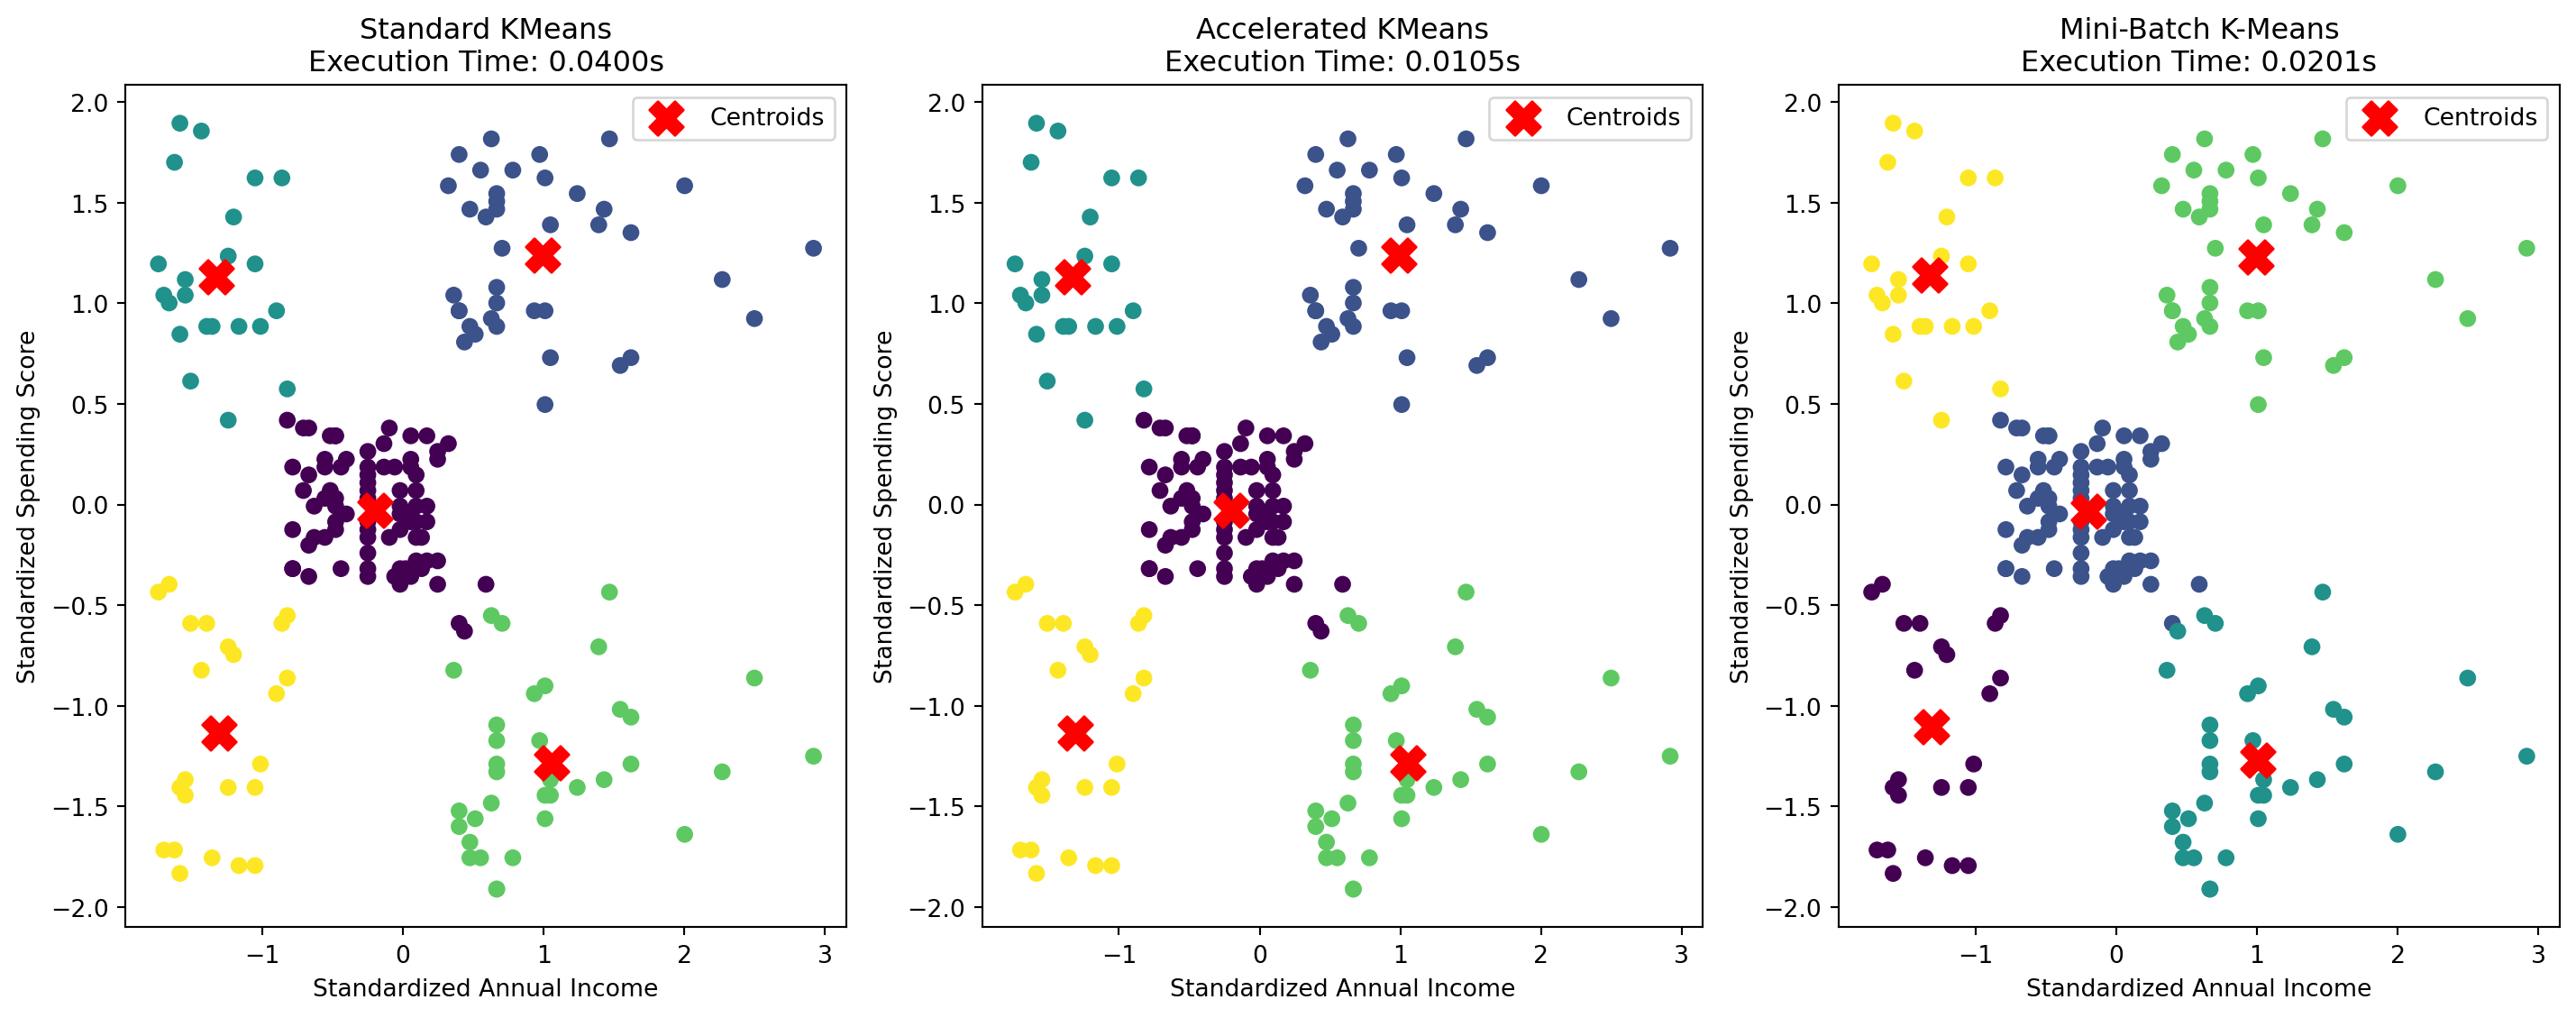 Standard KMeans
Execution Time: 0.0400s
Centroids
2.0
1.5
1.0
0.5
0.0
−0.5
−1.0
−1.5
−2.0
Standardized Spending Score
−1
0
1
2
3
Standardized Annual Income
Accelerated KMeans
Execution Time: 0.0105s
Centroids
2.0
1.5
1.0
0.5
0.0
−0.5
−1.0
−1.5
−2.0
Standardized Spending Score
−1
0
1
2
3
Standardized Annual Income
Mini-Batch K-Means
Execution Time: 0.0201s
Centroids
2.0
1.5
1.0
0.5
0.0
−0.5
−1.0
−1.5
−2.0
Standardized Spending Score
−1
0
1
2
3
Standardized Annual Income